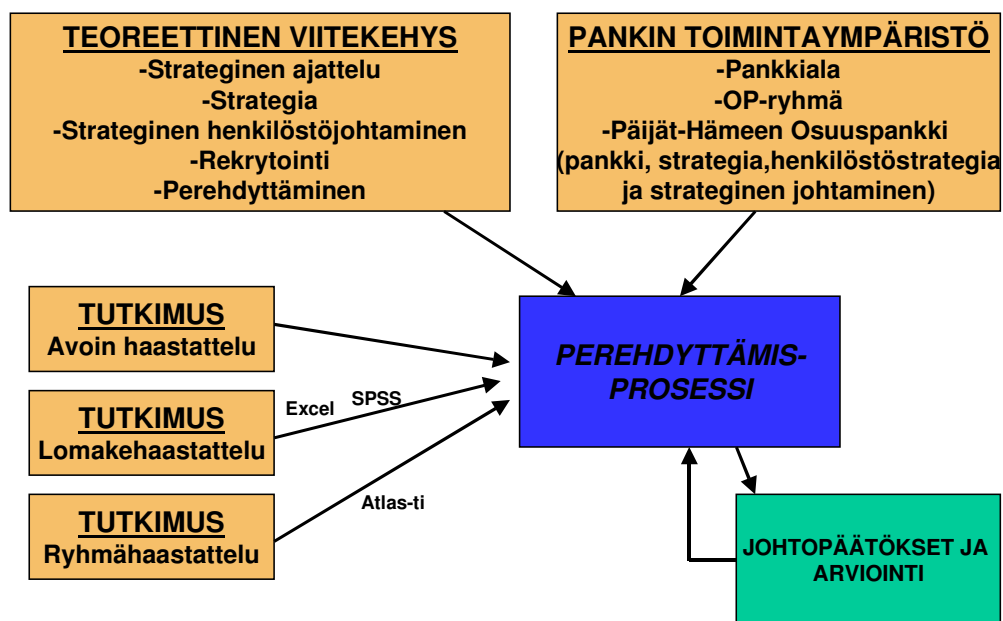 TEOREETTINEN VIITEKEHYS
-Strateginen ajattelu
-Strategia
-Strateginen henkilöstöjohtaminen
-Rekrytointi
-Perehdyttäminen
PANKIN TOIMINTAYMPÄRISTÖ
-Pankkiala
-OP-ryhmä
-Päijät-Hämeen Osuuspankki
(pankki, strategia,henkilöstöstrategia
ja strateginen johtaminen)
TUTKIMUS
Avoin haastattelu
TUTKIMUS
Lomakehaastattelu
TUTKIMUS
Ryhmähaastattelu
Excel
SPSS
Atlas-ti
PEREHDYTTÄMIS-
PROSESSI
JOHTOPÄÄTÖKSET JA
ARVIOINTI